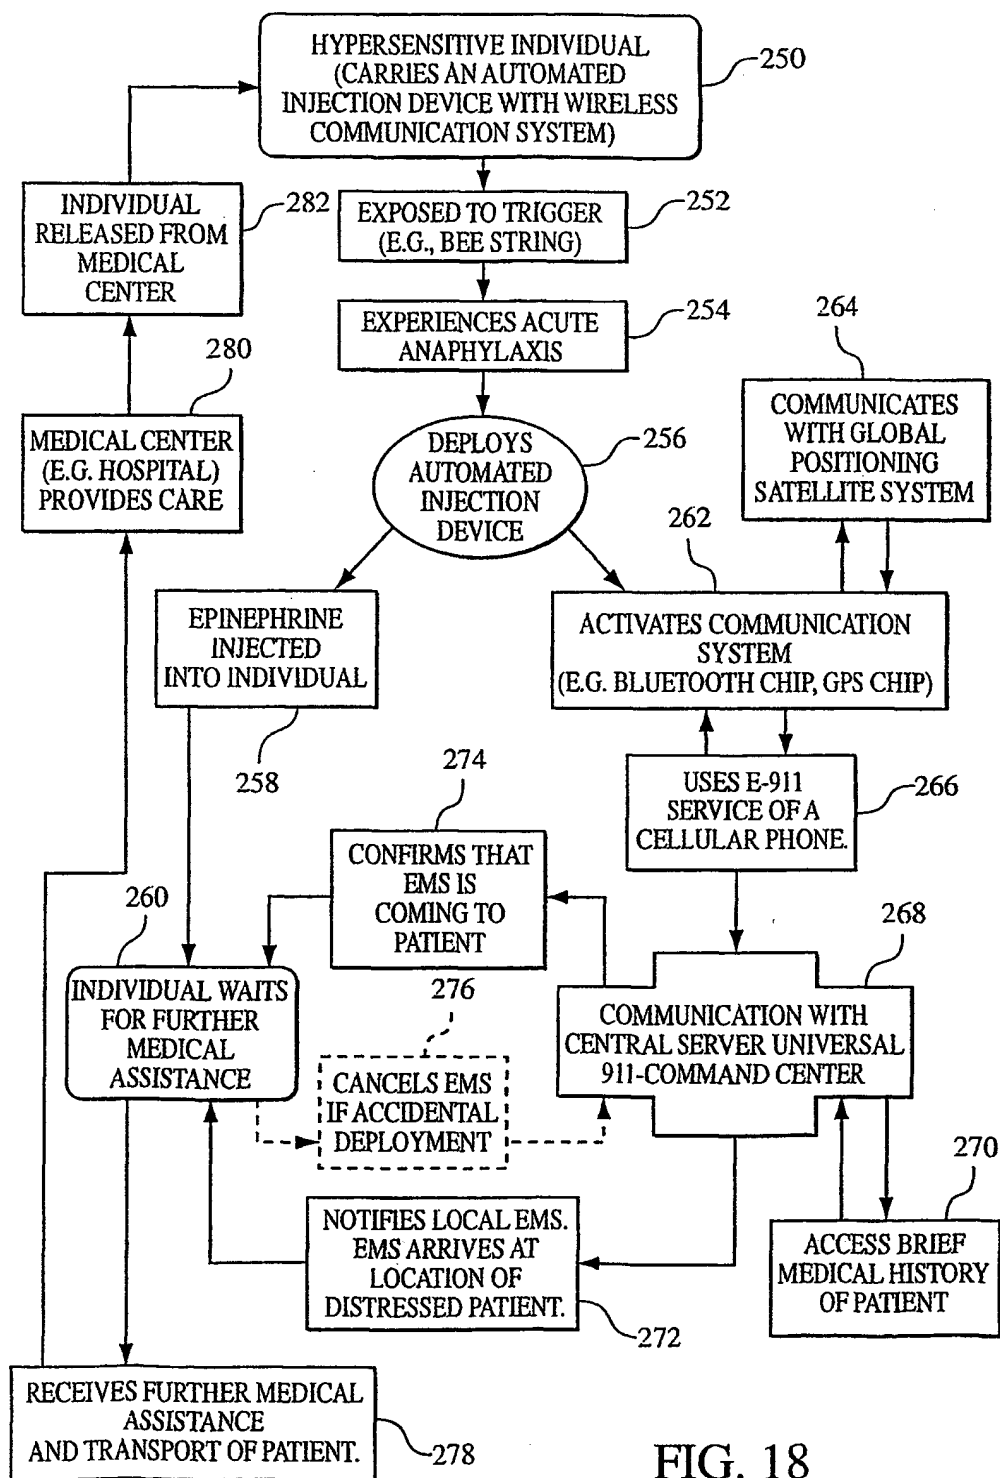 HYPERSENSITIVE INDIVIDUAL
(CARRIES AN AUTOMATED
INJECTION DEVICE WITH WIRELESS
COMMUNICATION SYSTEM)
250
INDIVIDUAL
RELEASED FROM
MEDICAL
CENTER
282
EXPOSED TO TRIGGER
(E.G., BEE STRING)
252
EXPERIENCES ACUTE
ANAPHYLAXIS
254
264
280
MEDICAL CENTER
(E.G. HOSPITAL)
PROVIDES CARE
DEPLOYS
AUTOMATED
INJECTION
DEVICE
256
COMMUNICATES
WITH GLOBAL
POSITIONING
SATELLITE SYSTEM
262
EPINEPHRINE
INJECTED
INTO INDIVIDUAL
258
ACTIVATES COMMUNICATION
SYSTEM
(E.G. BLUETOOTH CHIP, GPS CHIP)
274
USES E-911
SERVICE OF A
CELLULAR PHONE.
266
CONFIRMS THAT
EMS IS
COMING TO
PATIENT
260
268
INDIVIDUAL WAITS
FOR FURTHER
MEDICAL
ASSISTANCE
276
CANCELS EMS
IF ACCIDENTAL
DEPLOYMENT
COMMUNICATION WITH
CENTRAL SERVER UNIVERSAL
911-COMMAND CENTER
270
NOTIFIES LOCAL EMS.
EMS ARRIVES AT
LOCATION OF
DISTRESSED PATIENT.
272
ACCESS BRIEF
MEDICAL HISTORY
OF PATIENT
RECEIVES FURTHER MEDICAL
ASSISTANCE
AND TRANSPORT OF PATIENT.
278
FIG. 18